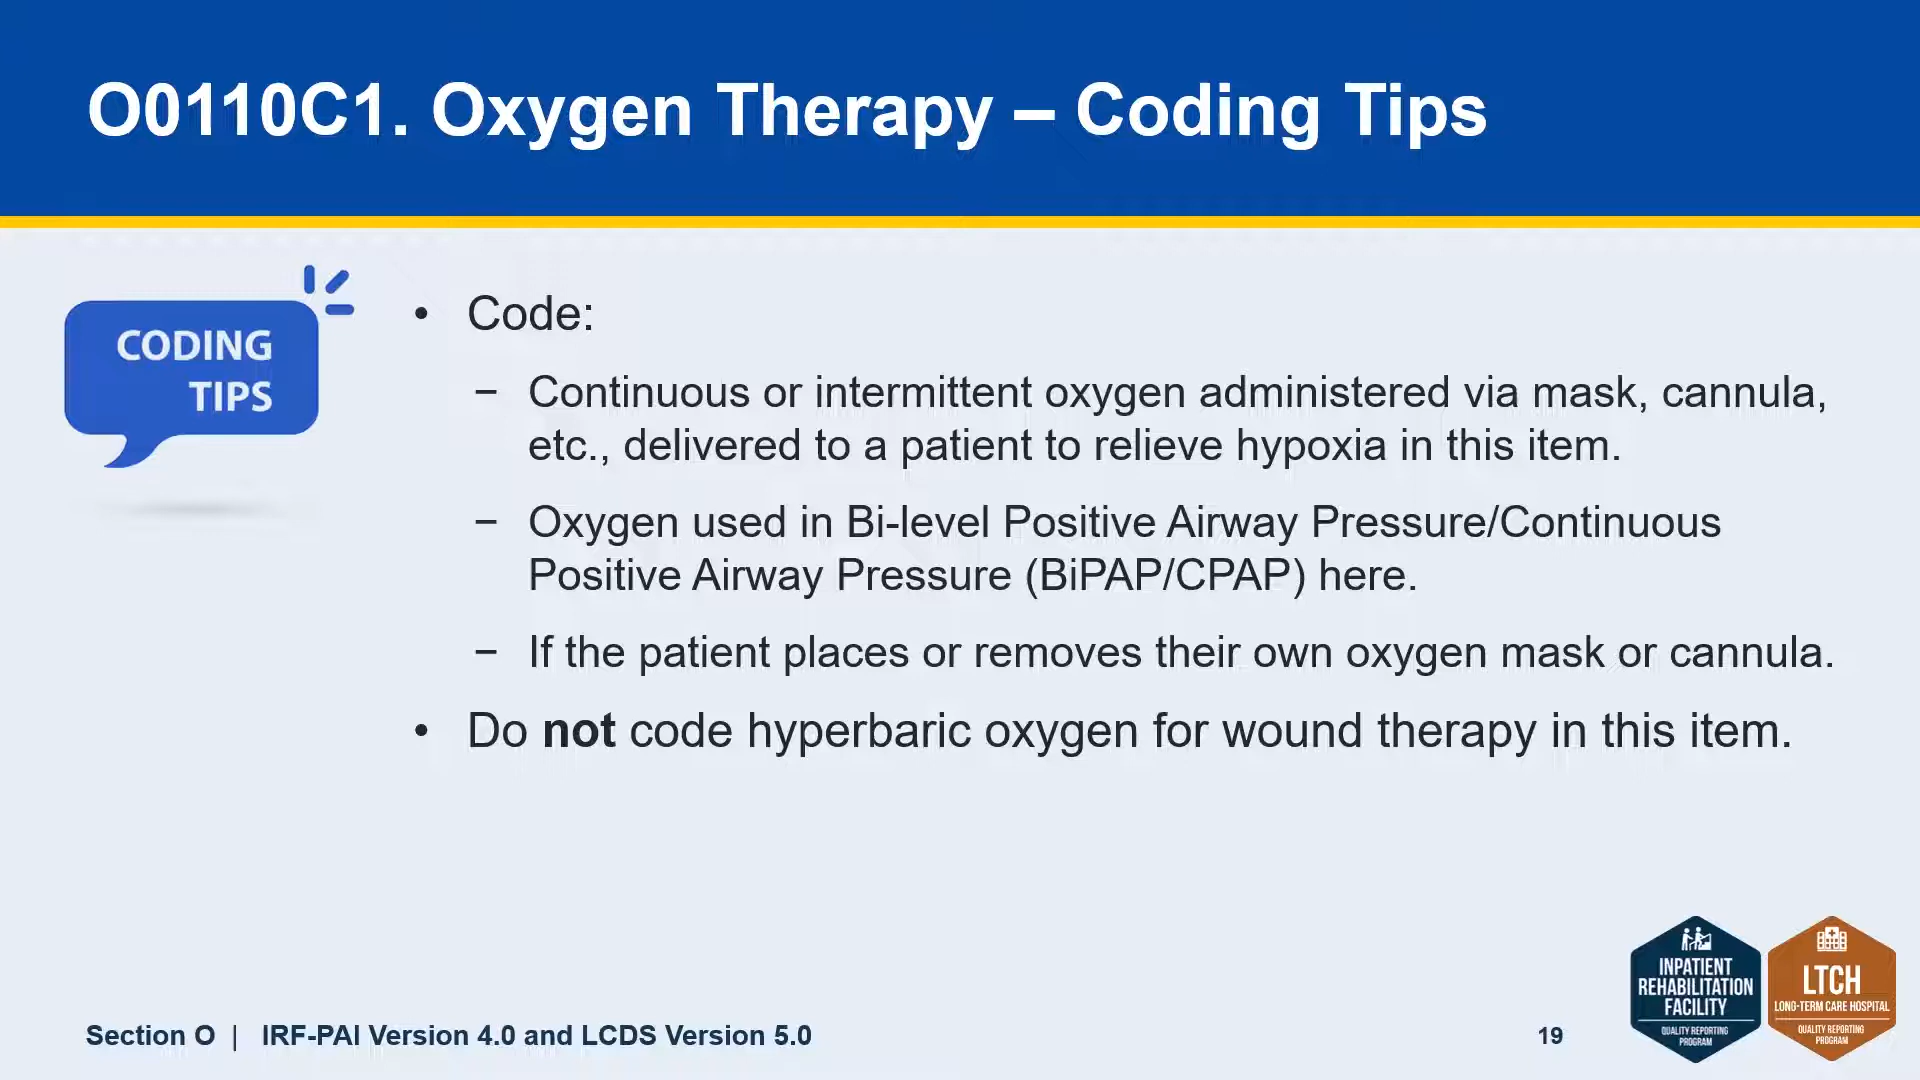 O0110C1. Oxygen Therapy – Coding Tips
CODING
TIPS
• Code:
− Continuous or intermittent oxygen administered via mask, cannula,
etc., delivered to a patient to relieve hypoxia in this item.
− Oxygen used in Bi-level Positive Airway Pressure/Continuous
Positive Airway Pressure (BiPAP/CPAP) here.
− If the patient places or removes their own oxygen mask or cannula.
• Do not code hyperbaric oxygen for wound therapy in this item.
Section O | IRF-PAI Version 4.0 and LCDS Version 5.0
19
INPATIENT
REHABILITATION
FACILITY
QUALITY REPORTING
PROGRAM
LTCH
LONG-TERM CARE HOSPITAL
QUALITY REPORTING
PROGRAM